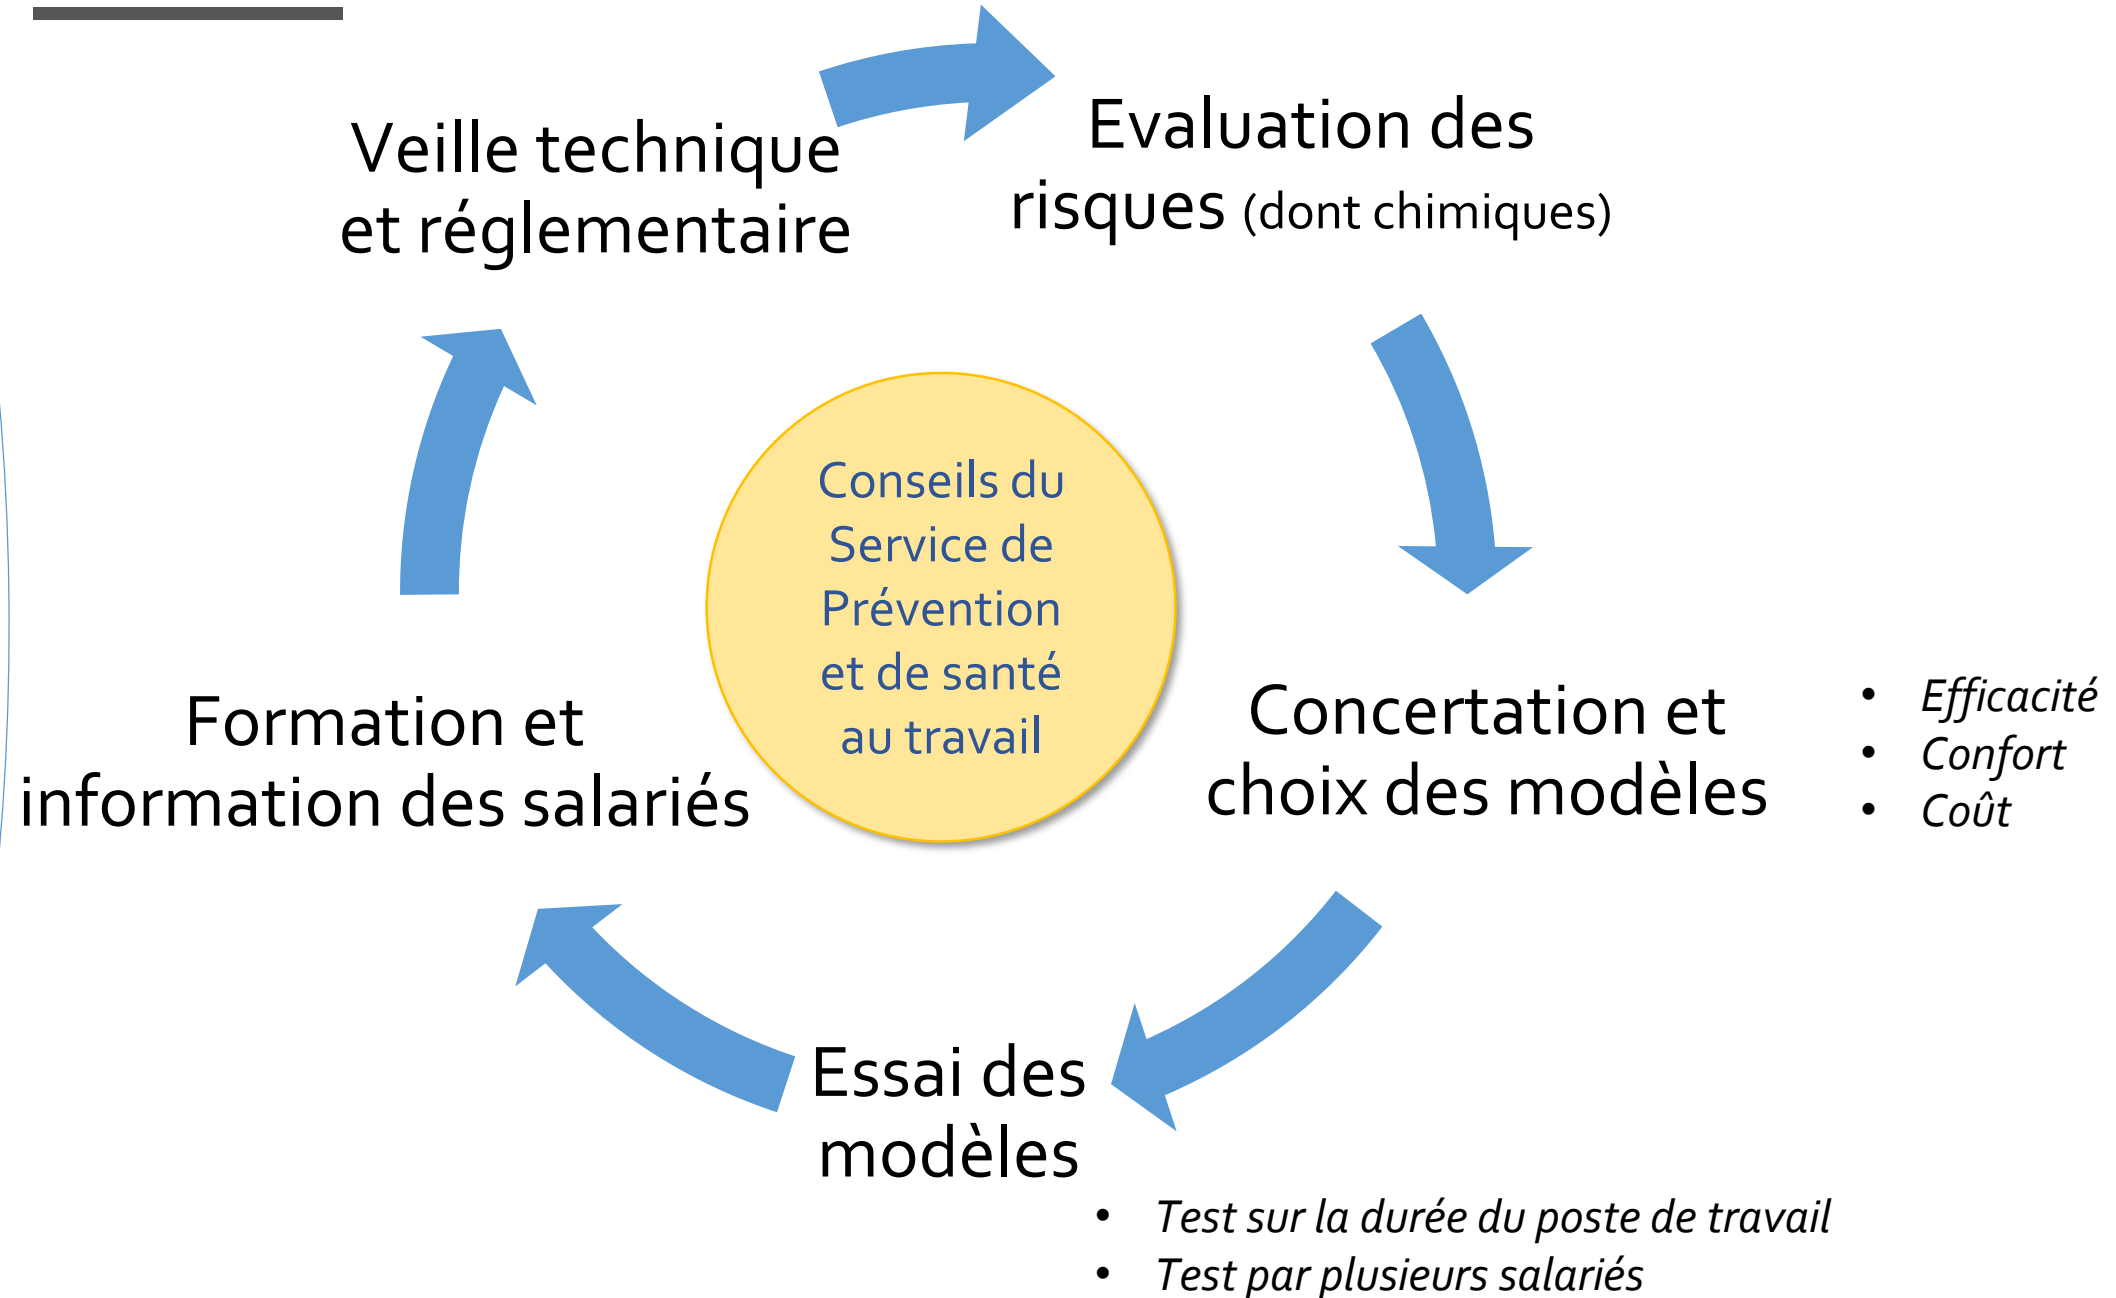 Veille technique
et réglementaire
Evaluation des
risques (dont chimiques)
Conseils du
Service de
Prévention
et de santé
au travail
Formation et
information des salariés
Concertation et
choix des modèles
• Efficacité
• Confort
• Coût
Essai des
modèles
• Test sur la durée du poste de travail
• Test par plusieurs salariés